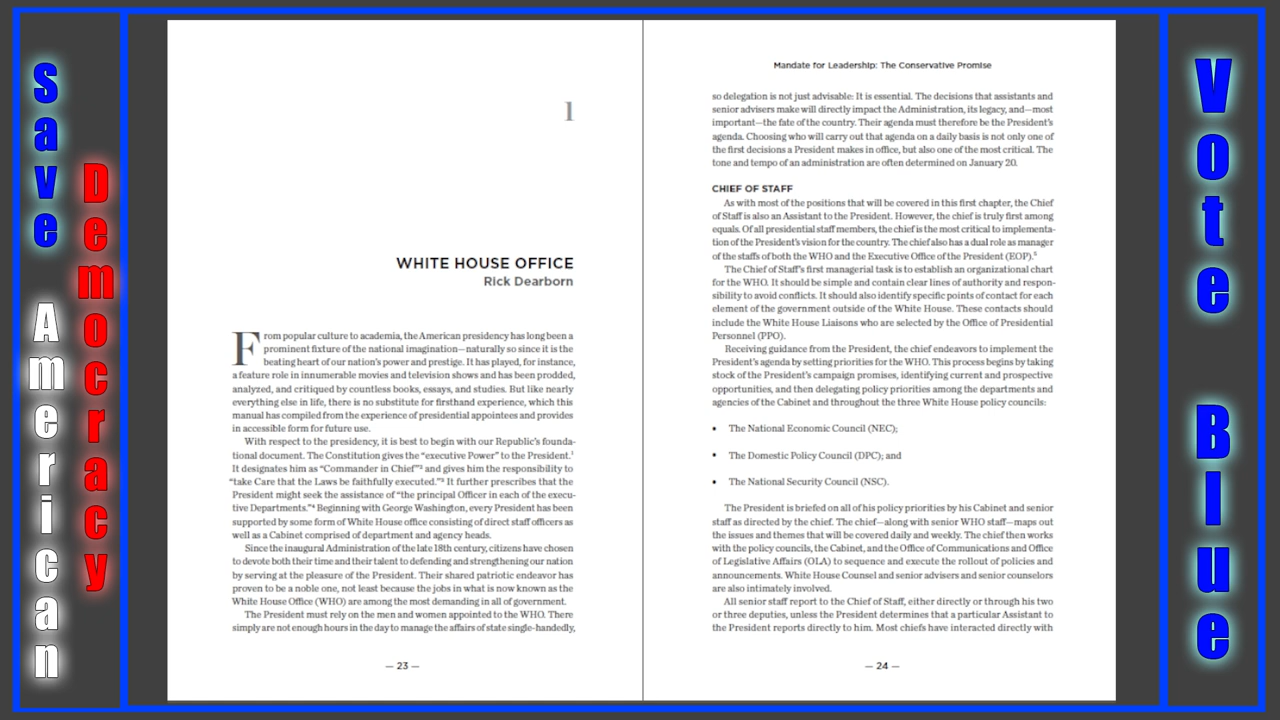 Save
American
Democracy
1
WHITE HOUSE OFFICE
Rick Dearborn
From popular culture to academia, the American presidency has long been a
prominent fixture of the national imagination—naturally so since it is the
beating heart of our nation's power and prestige. It has played, for instance,
a feature role in innumerable movies and television shows and has been prodded,
analyzed, and critiqued by countless books, essays, and studies. But like nearly
everything else in life, there is no substitute for firsthand experience, which this
manual has compiled from the experience of presidential appointees and provides
in accessible form for future use.
With respect to the presidency, it is best to begin with our Republic's founda-
tional document. The Constitution gives the "executive Power" to the President.1
It designates him as "Commander in Chief"2 and gives him the responsibility to
"take Care that the Laws be faithfully executed."3 It further prescribes that the
President might seek the assistance of "the principal Officer in each of the execu-
tive Departments."4 Beginning with George Washington, every President has been
supported by some form of White House office consisting of direct staff officers as
well as a Cabinet comprised of department and agency heads.
Since the inaugural Administration of the late 18th century, citizens have chosen
to devote both their time and their talent to defending and strengthening our nation
by serving at the pleasure of the President. Their shared patriotic endeavor has
proven to be a noble one, not least because the jobs in what is now known as the
White House Office (WHO) are among the most demanding in all of government.
The President must rely on the men and women appointed to the WHO. There
simply are not enough hours in the day to manage the affairs of state single-handedly,
— 23 —
Mandate for Leadership: The Conservative Promise
so delegation is not just advisable: It is essential. The decisions that assistants and
senior advisers make will directly impact the Administration, its legacy, and—most
important—the fate of the country. Their agenda must therefore be the President's
agenda. Choosing who will carry out that agenda on a daily basis is not only one of
the first decisions a President makes in office, but also one of the most critical. The
tone and tempo of an administration are often determined on January 20.
CHIEF OF STAFF
As with most of the positions that will be covered in this first chapter, the Chief
of Staff is also an Assistant to the President. However, the chief is truly first among
equals. Of all presidential staff members, the chief is the most critical to implementa-
tion of the President's vision for the country. The chief also has a dual role as manager
of the staffs of both the WHO and the Executive Office of the President (EOP).5
The Chief of Staff's first managerial task is to establish an organizational chart
for the WHO. It should be simple and contain clear lines of authority and respon-
sibility to avoid conflicts. It should also identify specific points of contact for each
element of the government outside of the White House. These contacts should
include the White House Liaisons who are selected by the Office of Presidential
Personnel (PPO).
Receiving guidance from the President, the chief endeavors to implement the
President's agenda by setting priorities for the WHO. This process begins by taking
stock of the President's campaign promises, identifying current and prospective
opportunities, and then delegating policy priorities among the departments and
agencies of the Cabinet and throughout the three White House policy councils:
• The National Economic Council (NEC);
• The Domestic Policy Council (DPC); and
• The National Security Council (NSC).
The President is briefed on all of his policy priorities by his Cabinet and senior
staff as directed by the chief. The chief—along with senior WHO staff—maps out
the issues and themes that will be covered daily and weekly. The chief then works
with the policy councils, the Cabinet, and the Office of Communications and Office
of Legislative Affairs (OLA) to sequence and execute the rollout of policies and
announcements. White House Counsel and senior advisers and senior counselors
are also intimately involved.
All senior staff report to the Chief of Staff, either directly or through his two
or three deputies, unless the President determines that a particular Assistant to
the President reports directly to him. Most chiefs have interacted directly with
— 24 —
Vote
Blue